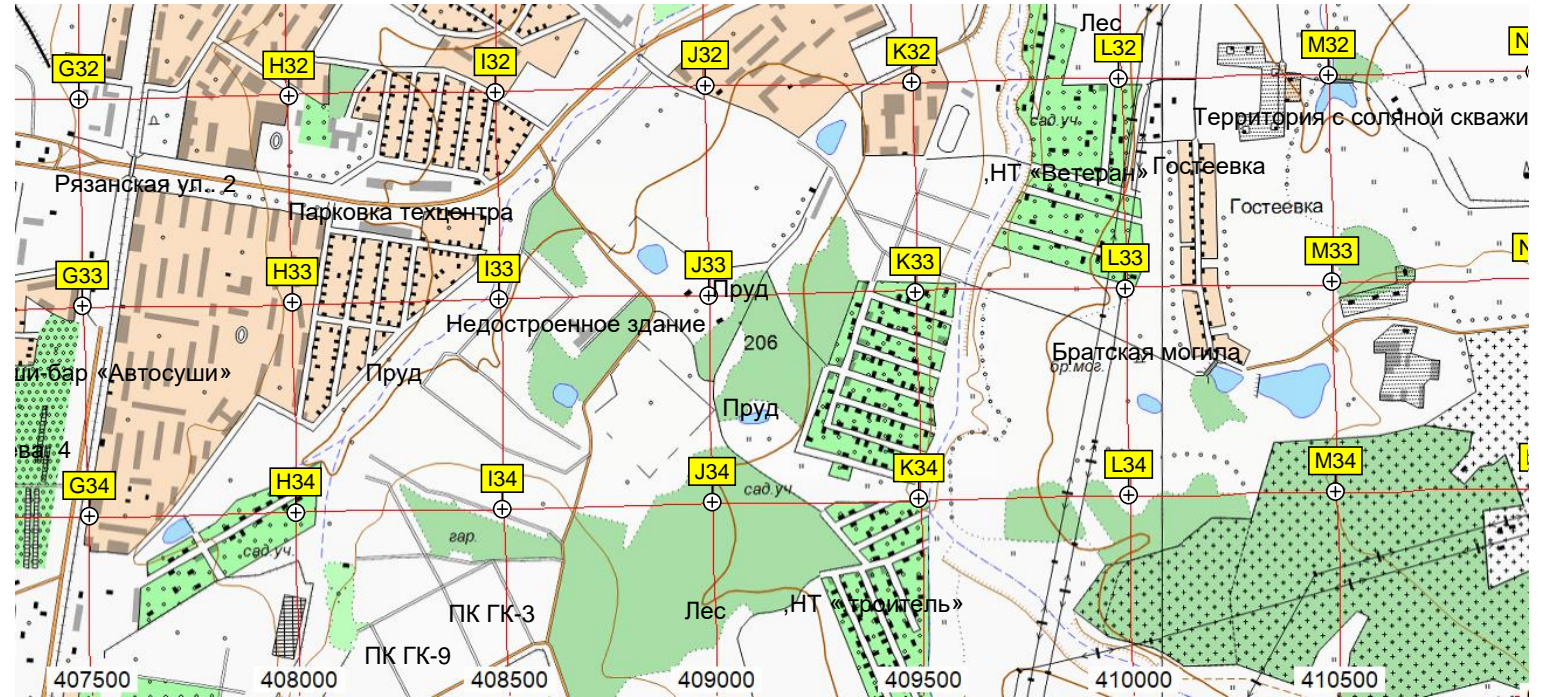 Лес
G32
H32
I32
J32
K32
L32
M32
N
сад.уч.
Территория с соляной скважи
Рязанская ул.. 2
,НТ «Ветеран»
Гостеевка
Парковка техцентра
Гостеевка
G33
H33
I33
J33
K33
L33
M33
N
Пруд
Недостроенное здание
206
Братская могила
бр.мог.
ши-бар «Автосуши»
Пруд
Пруд
ева, 4
G34
H34
I34
J34
K34
L34
M34
сад.уч.
гар.
сад.уч.
ПК ГК-3
Лес
,НТ « троитель»
ПК ГК-9
407500
408000
408500
409000
409500
410000
410500